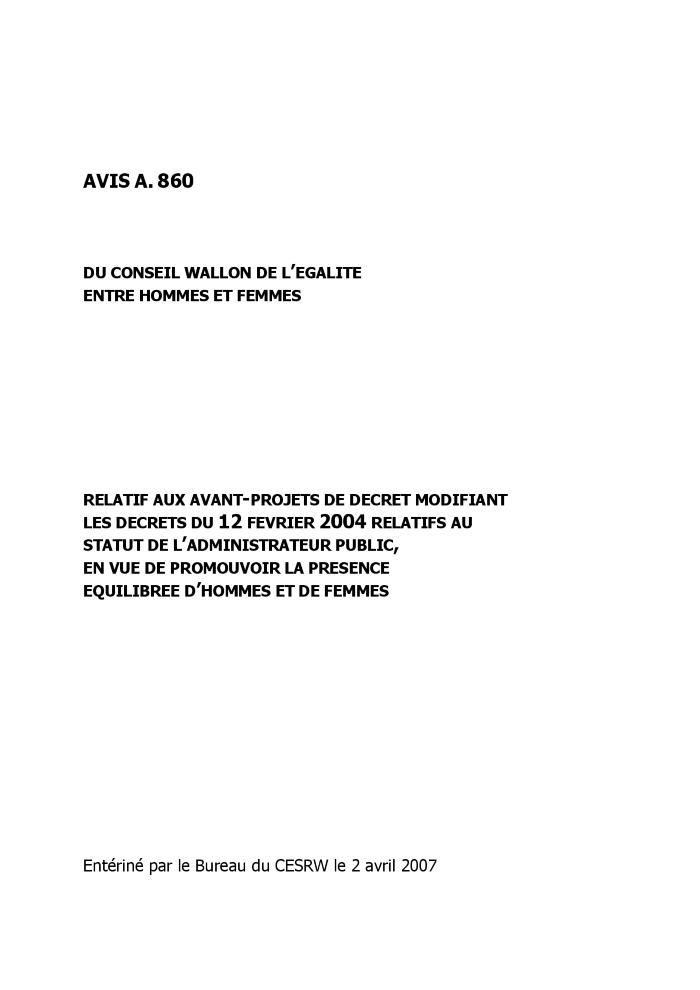 AVIS A. 860
DU CONSEIL WALLON DE L'EGALITE
ENTRE HOMMES ET FEMMES
RELATIF AUX AVANT-PROJETS DE DECRET MODIFIANT
LES DECRETS DU 12 FEVRIER 2004 RELATIFS AU
STATUT DE L'ADMINISTRATEUR PUBLIC,
EN VUE DE PROMOUVOIR LA PRESENCE
EQUILIBREE D'HOMMES ET DE FEMMES
Entériné par le Bureau du CESRW le 2 avril 2007